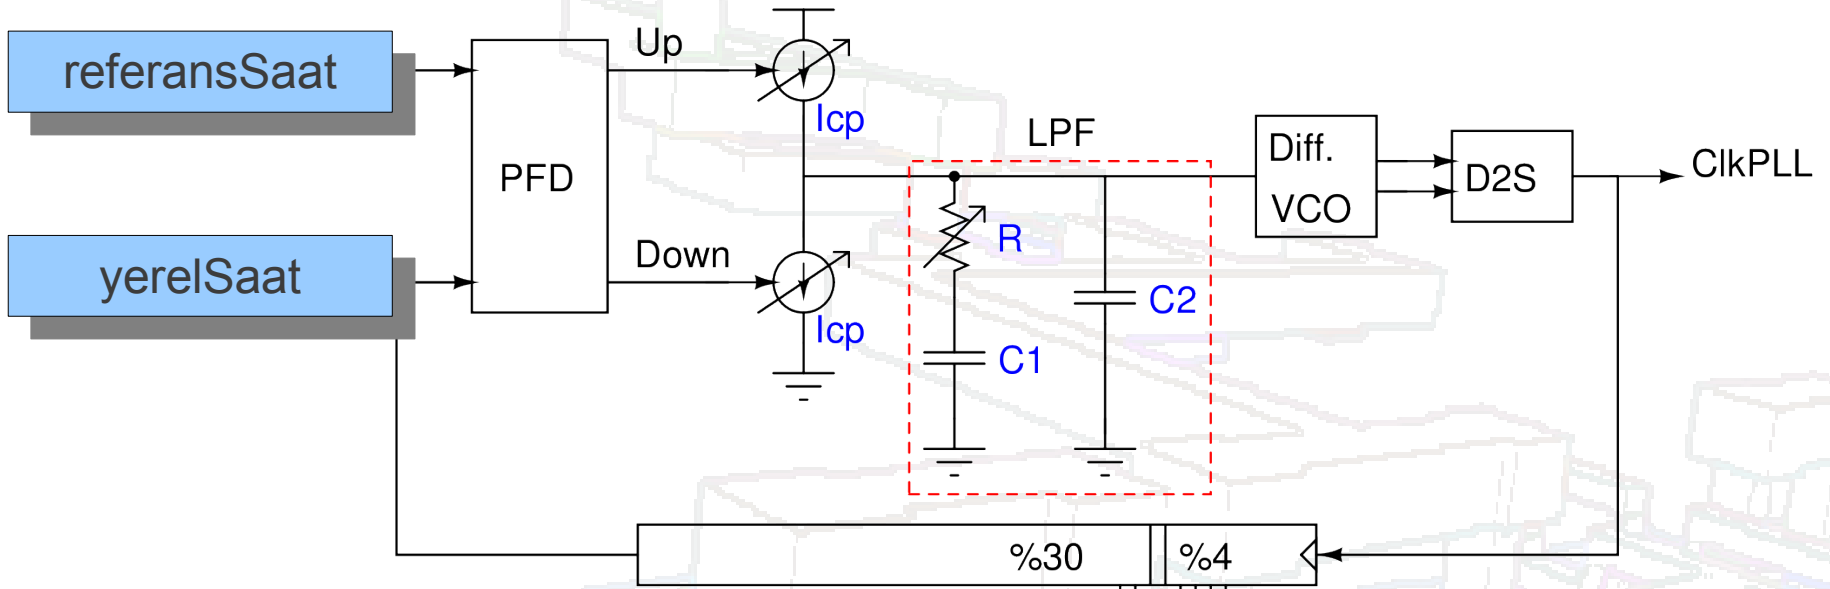 referansSaat
Up
Icp
LPF
Diff.
VCO
D2S
ClkPLL
PFD
yerelSaat
Down
Icp
R
C2
C1
%30
%4